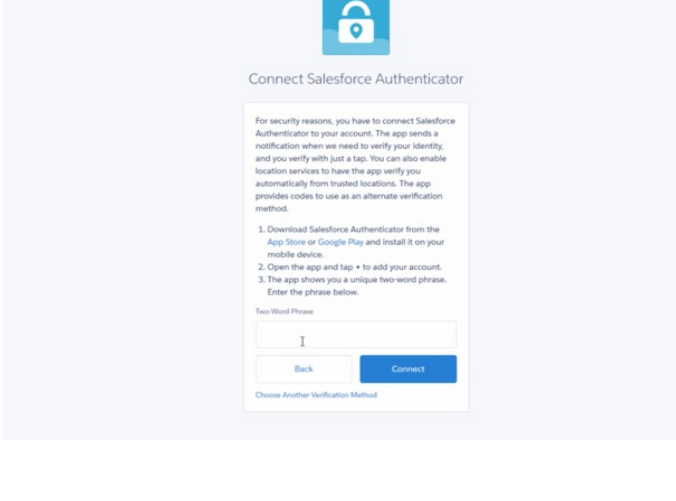 Connect Salesforce Authenticator
For security reasons, you have to connect Salesforce
Authenticator to your account. The app sends a
notification when we need to verify your identity,
and you verify with just a tap. You can also enable
location services to have the app verify you
automatically from trusted locations. The app
provides codes to use as an alternate verification
method.
1. Download Salesforce Authenticator from the
App Store or Google Play and install it on your
mobile device.
2. Open the app and tap + to add your account.
3. The app shows you a unique two-word phrase.
Enter the phrase below.
Two-Word Phrase
Back Connect
Choose Another Verification Method